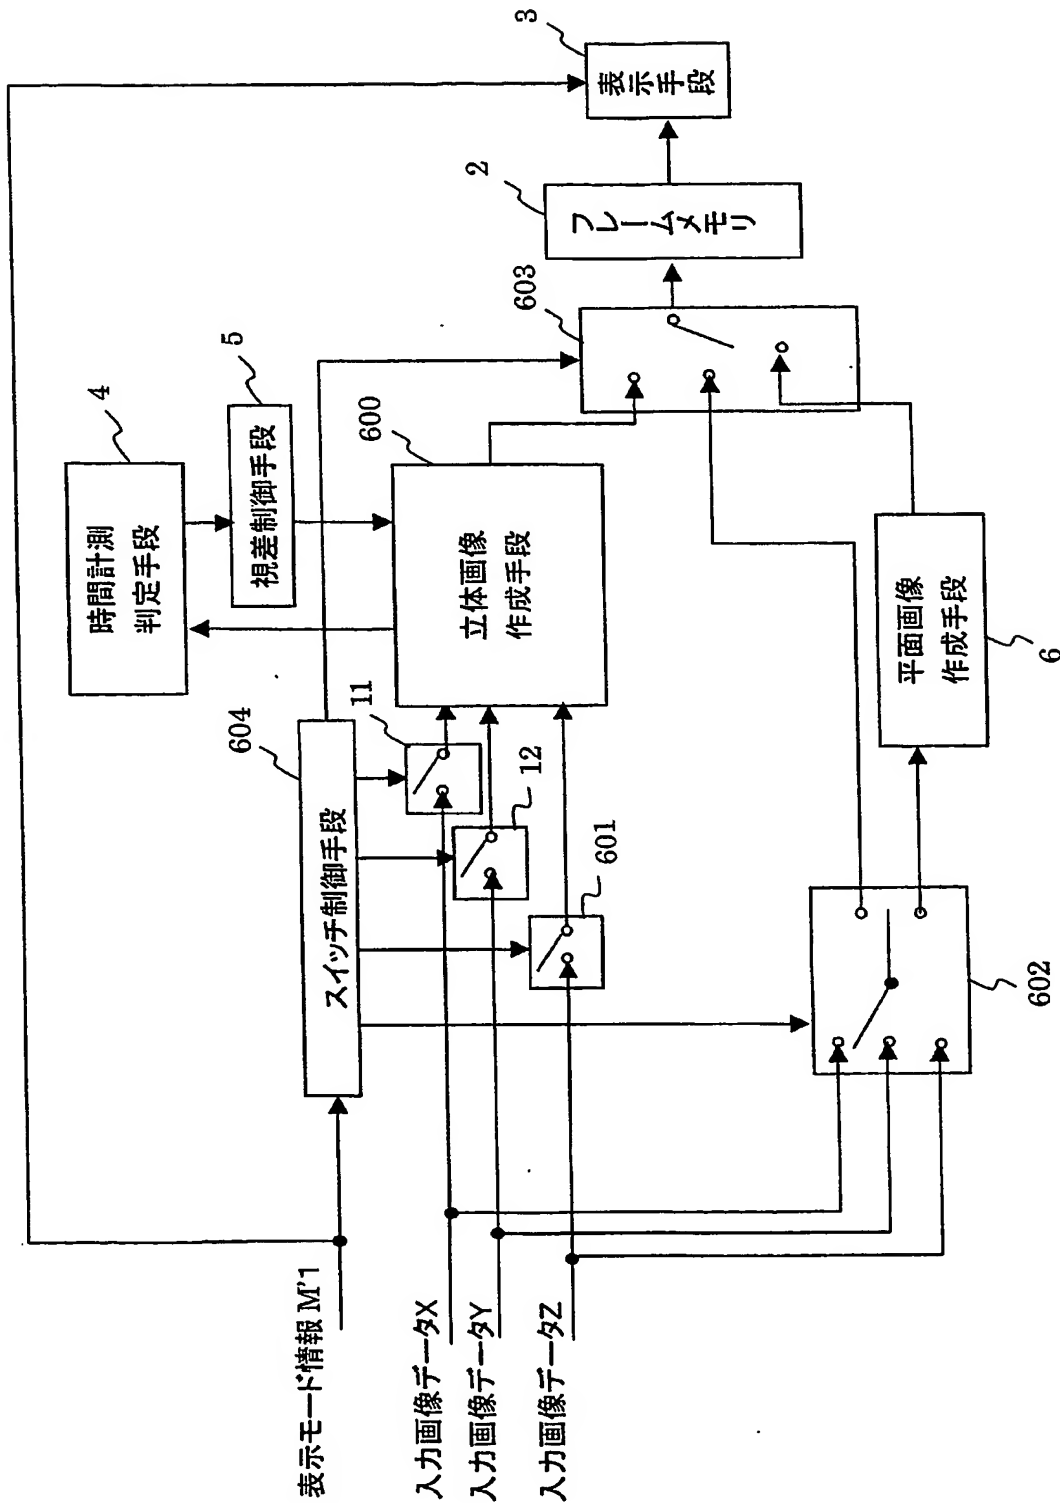 3
表示手段
2
フレームメモリ
603
5
視差制御手段
4
時間計測
判定手段
600
立体画像
作成手段
平面画像
作成手段
6
604
スイッチ制御手段
11
12
601
602
表示モード情報 M'1
入力画像データX
入力画像データY
入力画像データZ